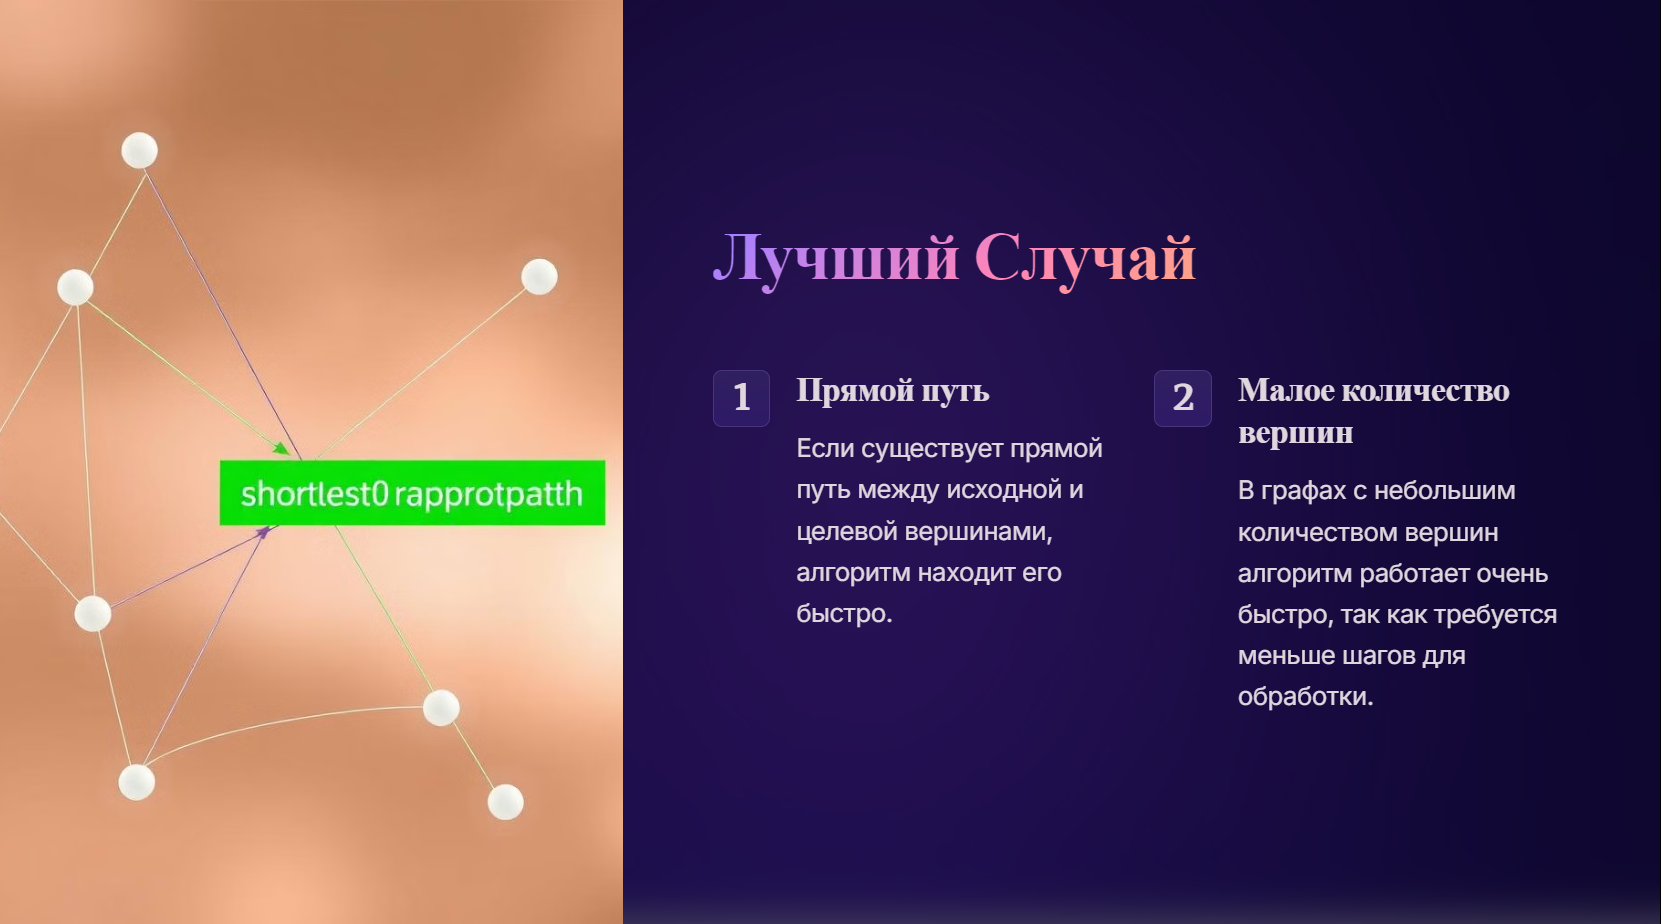 shortlest0 rapprotpatth
Лучший Случай
1
Прямой путь
Если существует прямой
путь между исходной и
целевой вершинами,
алгоритм находит его
быстро.
2
Малое количество
вершин
В графах с небольшим
количеством вершин
алгоритм работает очень
быстро, так как требуется
меньше шагов для
обработки.